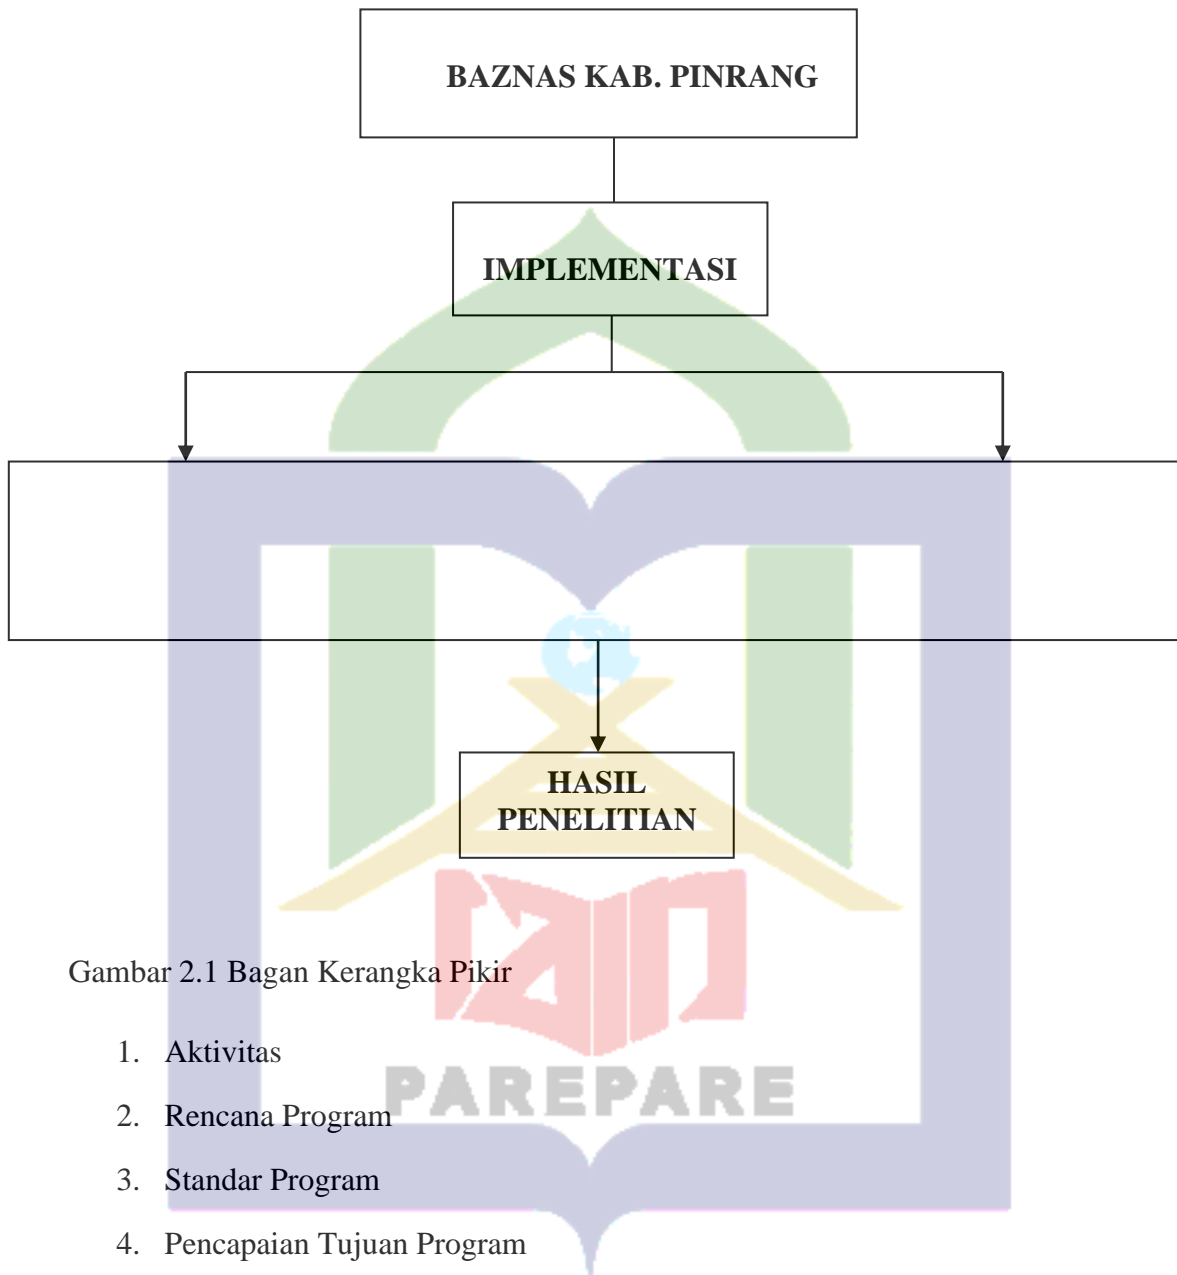 BAZNAS KAB. PINRANG
IMPLEMENTASI
HASIL
PENELITIAN
Gambar 2.1 Bagan Kerangka Pikir
1. Aktivitas
PAREPARE
2. Rencana Program
3. Standar Program
4. Pencapaian Tujuan Program